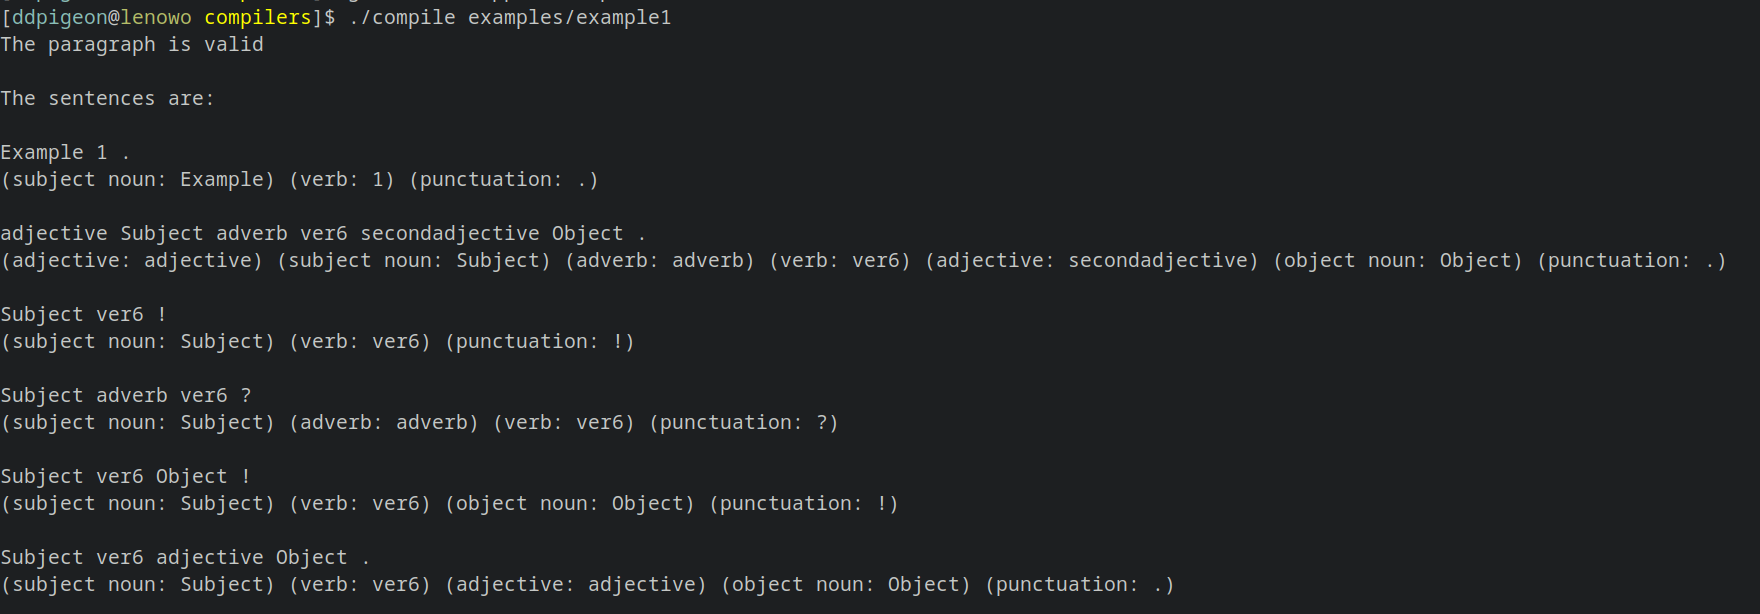 [ddpigeon@lenowo compilers]$ ./compile examples/example1
The paragraph is valid
The sentences are:
Example 1 .
(subject noun: Example) (verb: 1) (punctuation: .)
adjective Subject adverb ver6 secondadjective Object .
(adjective: adjective) (subject noun: Subject) (adverb: adverb) (verb: ver6) (adjective: secondadjective) (object noun: Object) (punctuation: .)
Subject ver6 !
(subject noun: Subject) (verb: ver6) (punctuation: !)
Subject adverb ver6 ?
(subject noun: Subject) (adverb: adverb) (verb: ver6) (punctuation: ?)
Subject ver6 Object !
(subject noun: Subject) (verb: ver6) (object noun: Object) (punctuation: !)
Subject ver6 adjective Object .
(subject noun: Subject) (verb: ver6) (adjective: adjective) (object noun: Object) (punctuation: .)